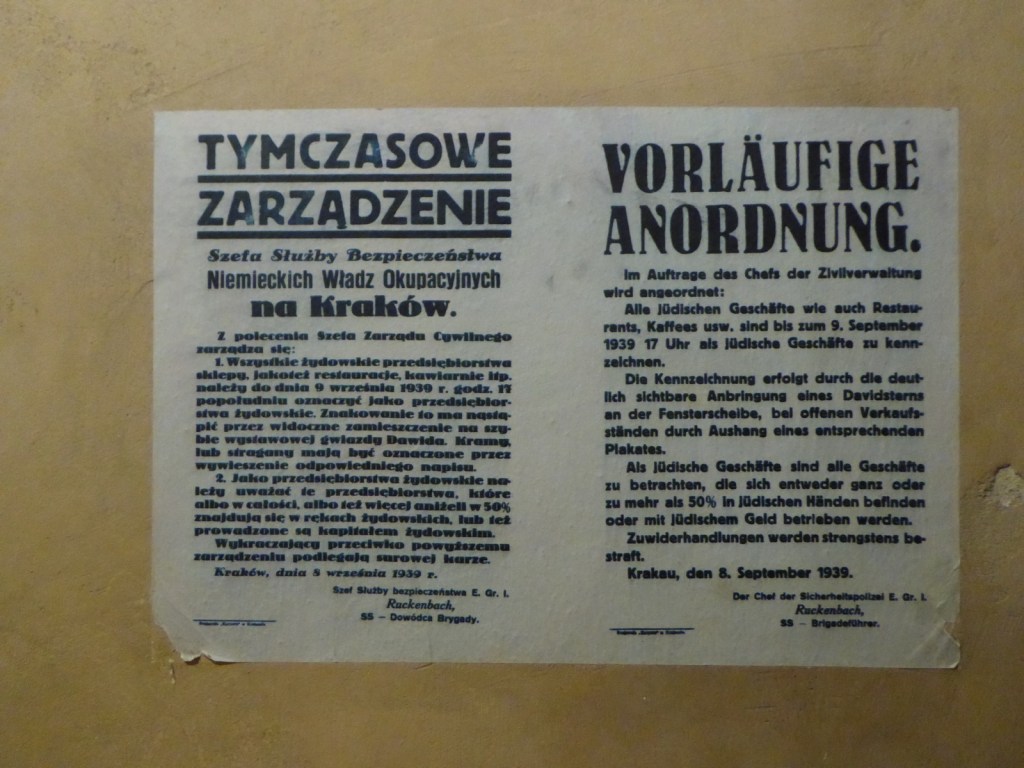 TYMCZASOWE
ZARZĄDZENIE
Szefa Służby Bezpieczeństwa
Niemieckich Władz Okupacyjnych
na Kraków.
Z polecenia Szefa Zarządu Cywilnego
zarządza się:
1. Wszystkie żydowskie przedsiębiorstwa
sklepy, jakoteż restauracje, kawiarnie itp.
należy do dnia 9 września 1939 r. godz. 17
popołudniu oznaczyć jako przedsiębior-
stwa żydowskie. Znakowanie to ma nastą-
pić przez widoczne zamieszczenie na szy-
bie wystawowej gwiazdy Dawida. Kramy,
lub stragany mają być oznaczone przez
wywieszenie odpowiedniego napisu.
2. Jako przedsiębiorstwa żydowskie na-
leży uważać te przedsiębiorstwa, które
albo w całości, albo też więcej aniżeli w 50%
znajdują się w rękach żydowskich, lub też
prowadzone są kapitałem żydowskim.
Wykraczający przeciwko powyższemu
zarządzeniu podlegają surowej karze.
Kraków, dnia 8 września 1939 r.
Szef Służby bezpieczeństwa E. Gr. I.
Ruckenbach,
SS — Dowódca Brygady.
VORLÄUFIGE
ANORDNUNG.
Im Auftrage des Chefs der Zivilverwaltung
wird angeordnet:
Alle jüdischen Geschäfte wie auch Restau-
rants, Kaffees usw. sind bis zum 9. September
1939 17 Uhr als jüdische Geschäfte zu kenn-
zeichnen.
Die Kennzeichnung erfolgt durch die deut-
lich sichtbare Anbringung eines Davidsterns
an der Fensterscheibe, bei offenen Verkaufs-
ständen durch Aushang eines entsprechenden
Plakates.
Als jüdische Geschäfte sind alle Geschäfte
zu betrachten, die sich entweder ganz oder
zu mehr als 50% in jüdischen Händen befinden
oder mit jüdischem Geld betrieben werden.
Zuwiderhandlungen werden strengstens be-
straft.
Krakau, den 8. September 1939.
Der Chef der Sicherheitspolizei E. Gr. I.
Ruckenbach,
SS — Brigadeführer.